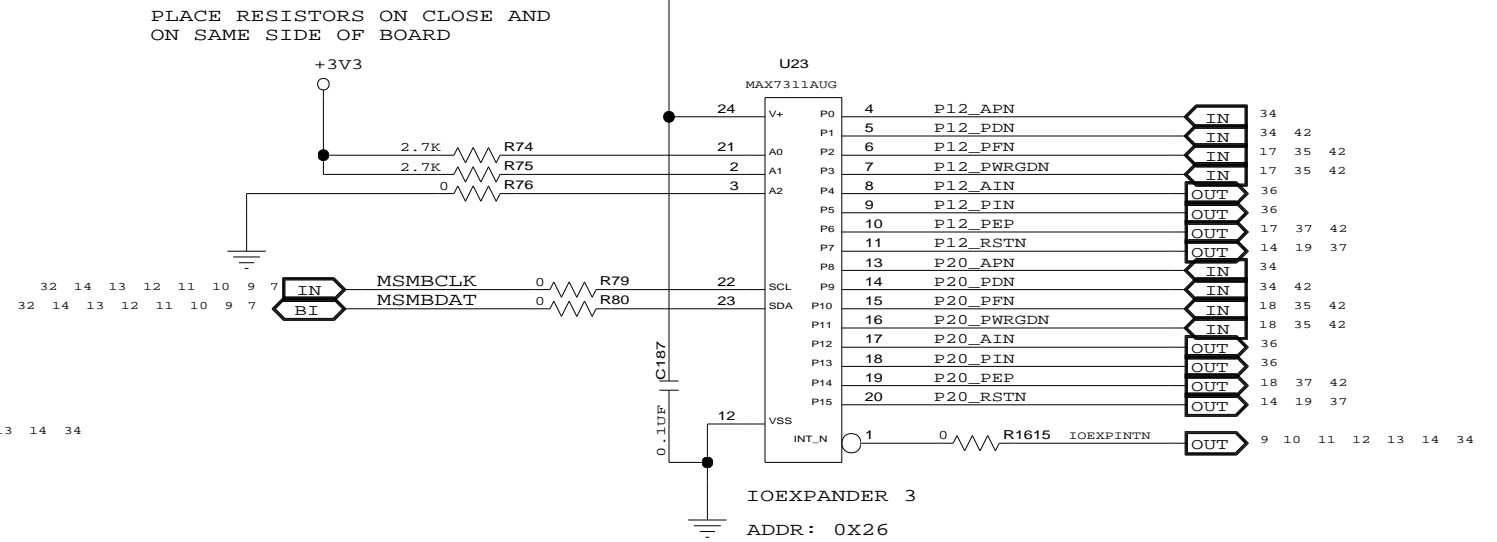 PLACE RESISTORS ON CLOSE AND
ON SAME SIDE OF BOARD
+3V3
U23
MAX7311AUG
24 V+ P0 4 P12_APN IN 34
P1 5 P12_PDN IN 34 42
2.7K R74 21 A0 P2 6 P12_PFN IN 17 35 42
2.7K R75 2 A1 P3 7 P12_PWRGDN IN 17 35 42
0 R76 3 A2 P4 8 P12_AIN OUT 36
P5 9 P12_PIN OUT 36
P6 10 P12_PEP OUT 17 37 42
P7 11 P12_RSTN OUT 14 19 37
P8 13 P20_APN IN 34
32 14 13 12 11 10 9 7 IN MSMBCLK 0 R79 22 SCL P9 14 P20_PDN IN 34 42
32 14 13 12 11 10 9 7 BI MSMBDAT 0 R80 23 SDA P10 15 P20_PFN IN 18 35 42
P11 16 P20_PWRGDN IN 18 35 42
P12 17 P20_AIN OUT 36
P13 18 P20_PIN OUT 36
C187
0.1UF
P14 19 P20_PEP OUT 18 37 42
P15 20 P20_RSTN OUT 14 19 37
12 VSS
13 14 34
INT_N 1 0 R1615 IOEXPINTN OUT 9 10 11 12 13 14 34
IOEXPANDER 3
ADDR: 0X26